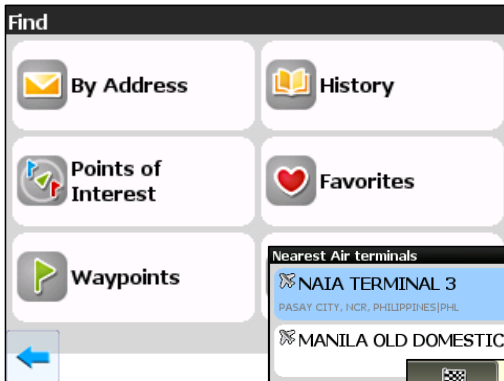 Find
By Address
History
Points of
Interest
Favorites
Waypoints
Nearest Air terminals
NAIA TERMINAL 3
PASAY CITY, NCR, PHILIPPINES|PHL
MANILA OLD DOMESTIC